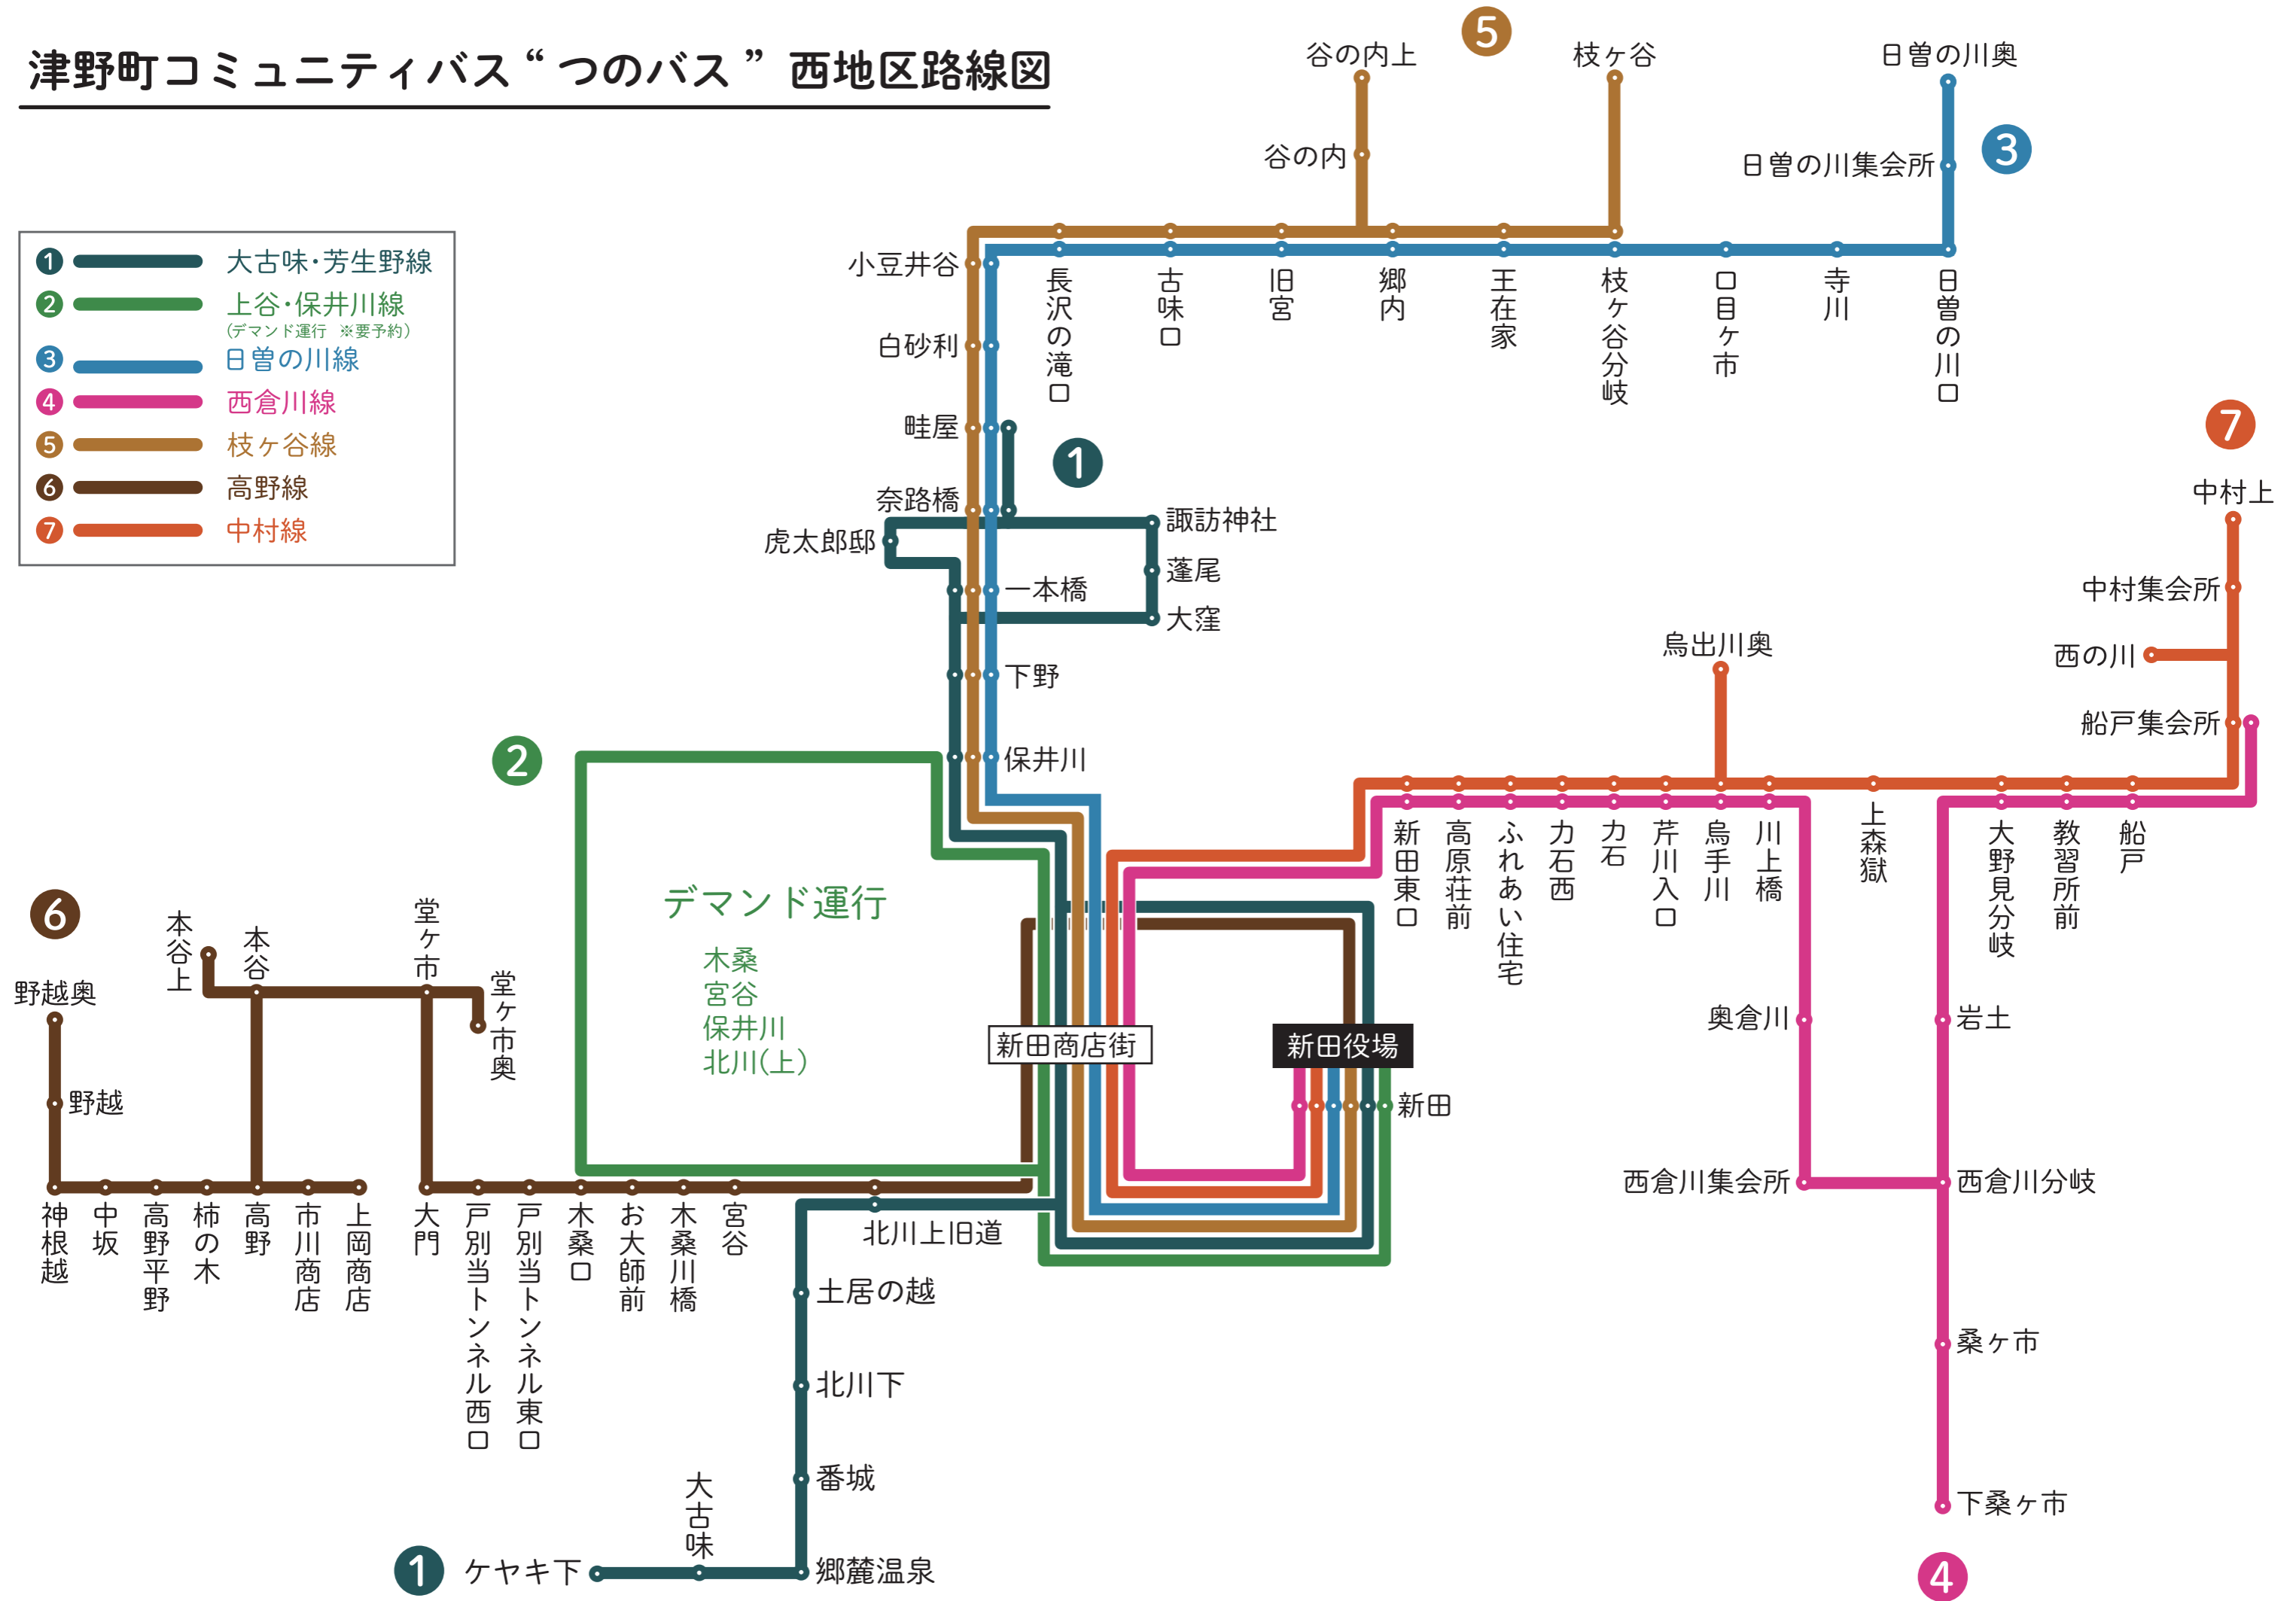 津野町コミュニティバス“つのバス” 西地区路線図
1 大古味・芳生野線
2 上谷・保井川線
(デマンド運行 ※要予約)
3 日曽の川線
4 西倉川線
5 枝ヶ谷線
6 高野線
7 中村線
5
谷の内上
枝ヶ谷
日曽の川奥
谷の内
日曽の川集会所
3
小豆井谷
長沢の滝口
古味口
旧宮
郷内
王在家
枝ヶ谷分岐
口目ヶ市
寺川
日曽の川口
白砂利
畦屋
1
奈路橋
虎太郎邸
諏訪神社
蓬尾
一本橋
大窪
下野
保井川
7
中村上
中村集会所
西の川
船戸集会所
烏出川奥
新田東口
高原荘前
ふれあい住宅
力石西
力石
芹川入口
烏手川
川上橋
上森嶽
大野見分岐
教習所前
船戸
2
デマンド運行
木桑
宮谷
保井川
北川(上)
6
本谷上
本谷
堂ヶ市
堂ヶ市奥
野越奥
野越
新田商店街
新田役場
新田
奥倉川
岩土
西倉川集会所
西倉川分岐
桑ヶ市
下桑ヶ市
4
神根越
中坂
高野平野
柿の木
高野
市川商店
上岡商店
大門
戸別当トンネル西口
戸別当トンネル東口
木桑口
お大師前
木桑川橋
宮谷
北川上旧道
土居の越
北川下
番城
大古味
1
ケヤキ下
郷麓温泉